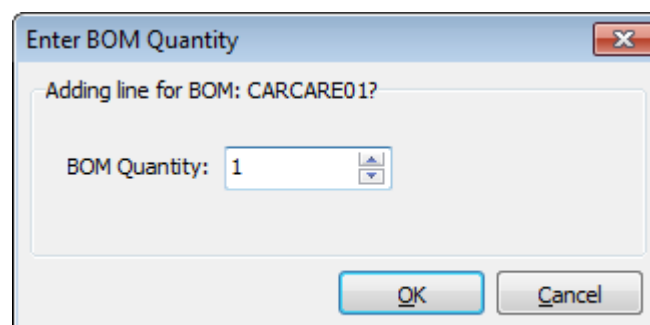 Enter BOM Quantity
Adding line for BOM: CARCARE01?
BOM Quantity: 1
OK Cancel